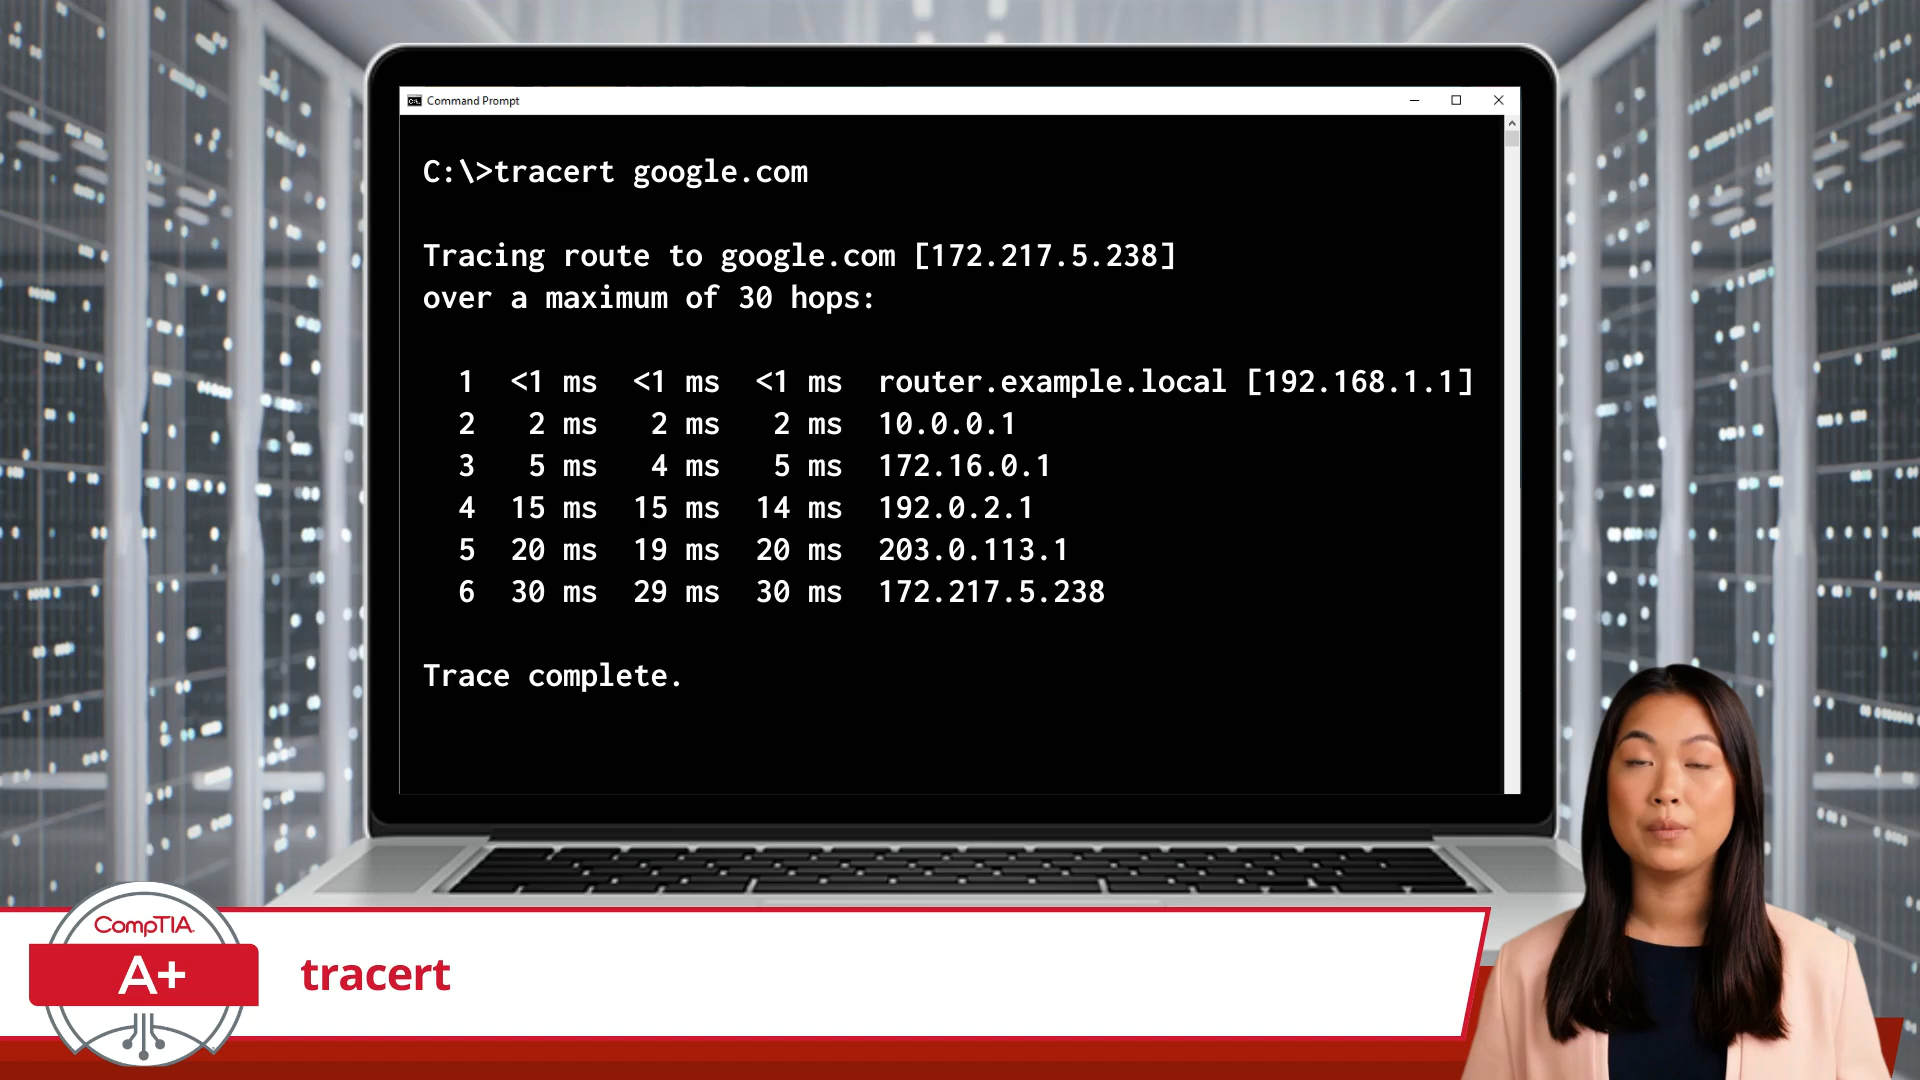 Command Prompt
C:\>tracert google.com
Tracing route to google.com [172.217.5.238]
over a maximum of 30 hops:
1 <1 ms <1 ms <1 ms router.example.local [192.168.1.1]
2 2 ms 2 ms 2 ms 10.0.0.1
3 5 ms 4 ms 5 ms 172.16.0.1
4 15 ms 15 ms 14 ms 192.0.2.1
5 20 ms 19 ms 20 ms 203.0.113.1
6 30 ms 29 ms 30 ms 172.217.5.238
Trace complete.
CompTIA.
A+
tracert